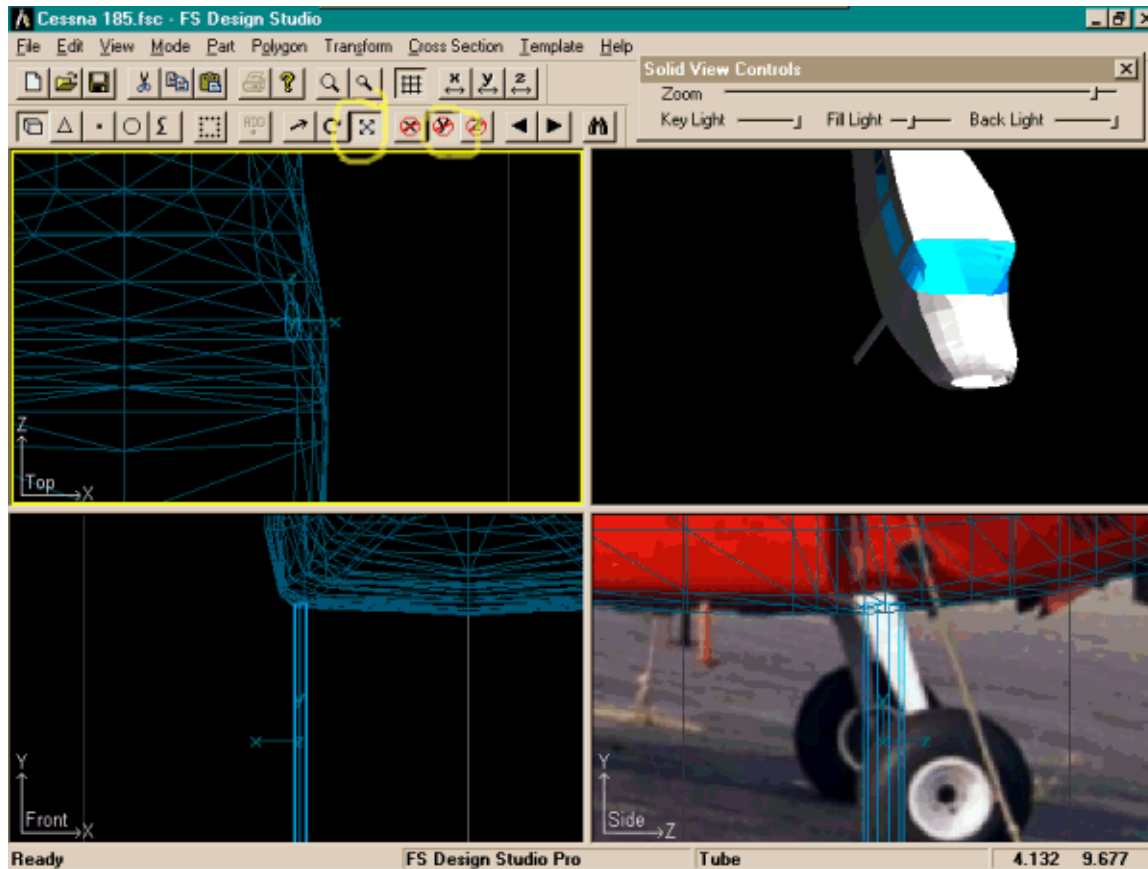 Cessna 185.fsc - FS Design Studio
File Edit View Mode Part Polygon Transform Cross Section Template Help
Solid View Controls
Zoom
Key Light Fill Light Back Light
x y z
ADD
Z
Top X
X
Y
X Z
Y
Front X
Y
X Z
Y
Side Z
Ready FS Design Studio Pro Tube 4.132 9.677